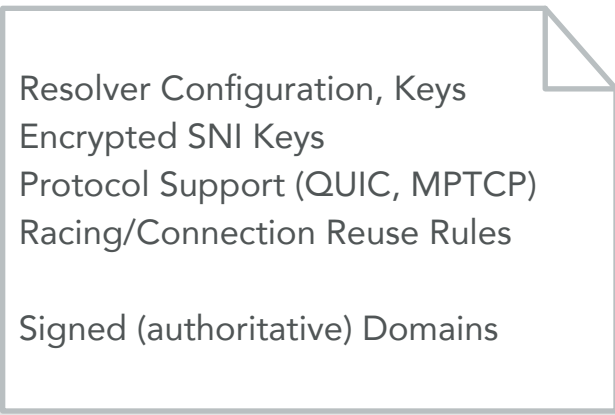 Resolver Configuration, Keys
Encrypted SNI Keys
Protocol Support (QUIC, MPTCP)
Racing/Connection Reuse Rules
Signed (authoritative) Domains